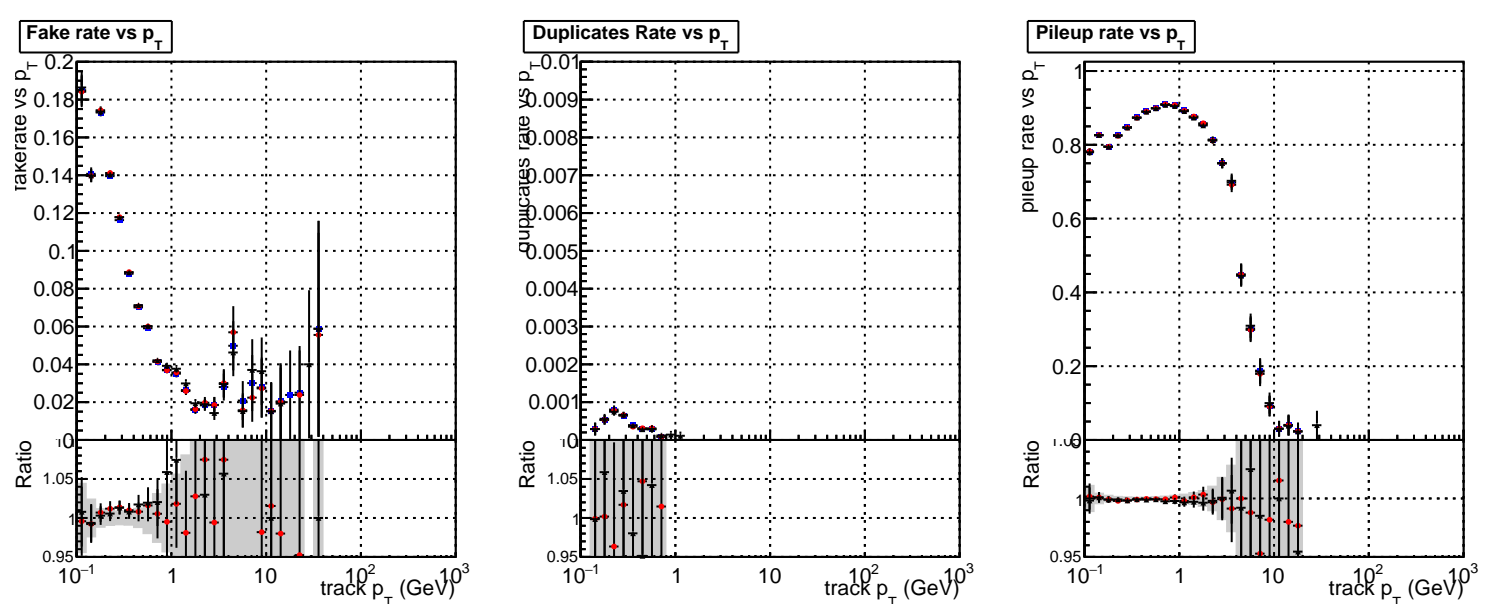 Fake rate vs p_T
fakerate vs p_T
0.2
0.18
0.16
0.14
0.12
0.1
0.08
0.06
0.04
0.02
Ratio
1.05
1
0.95
10^−1 1 10 10^2 10^3
track p_T (GeV)
Duplicates Rate vs p_T
duplicates rate vs p_T
0.01
0.009
0.008
0.007
0.006
0.005
0.004
0.003
0.002
0.001
Ratio
1.05
1
0.95
10^−1 1 10 10^2 10^3
track p_T (GeV)
Pileup rate vs p_T
pileup rate vs p_T
1
0.8
0.6
0.4
0.2
0
Ratio
1
0.95
10^−1 1 10 10^2 10^3
track p_T (GeV)